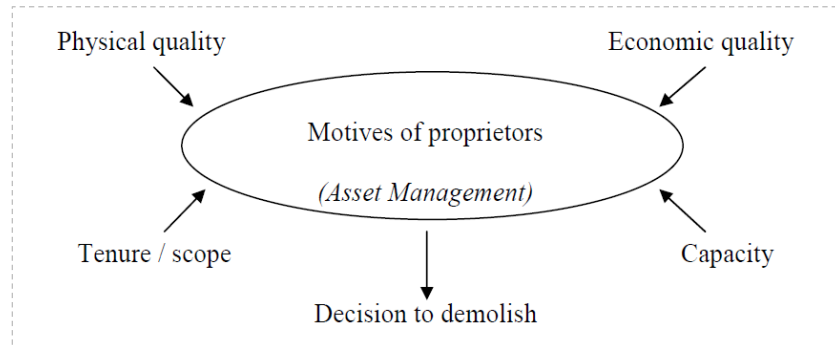 Physical quality
Economic quality
Motives of proprietors
(Asset Management)
Tenure / scope
Capacity
Decision to demolish